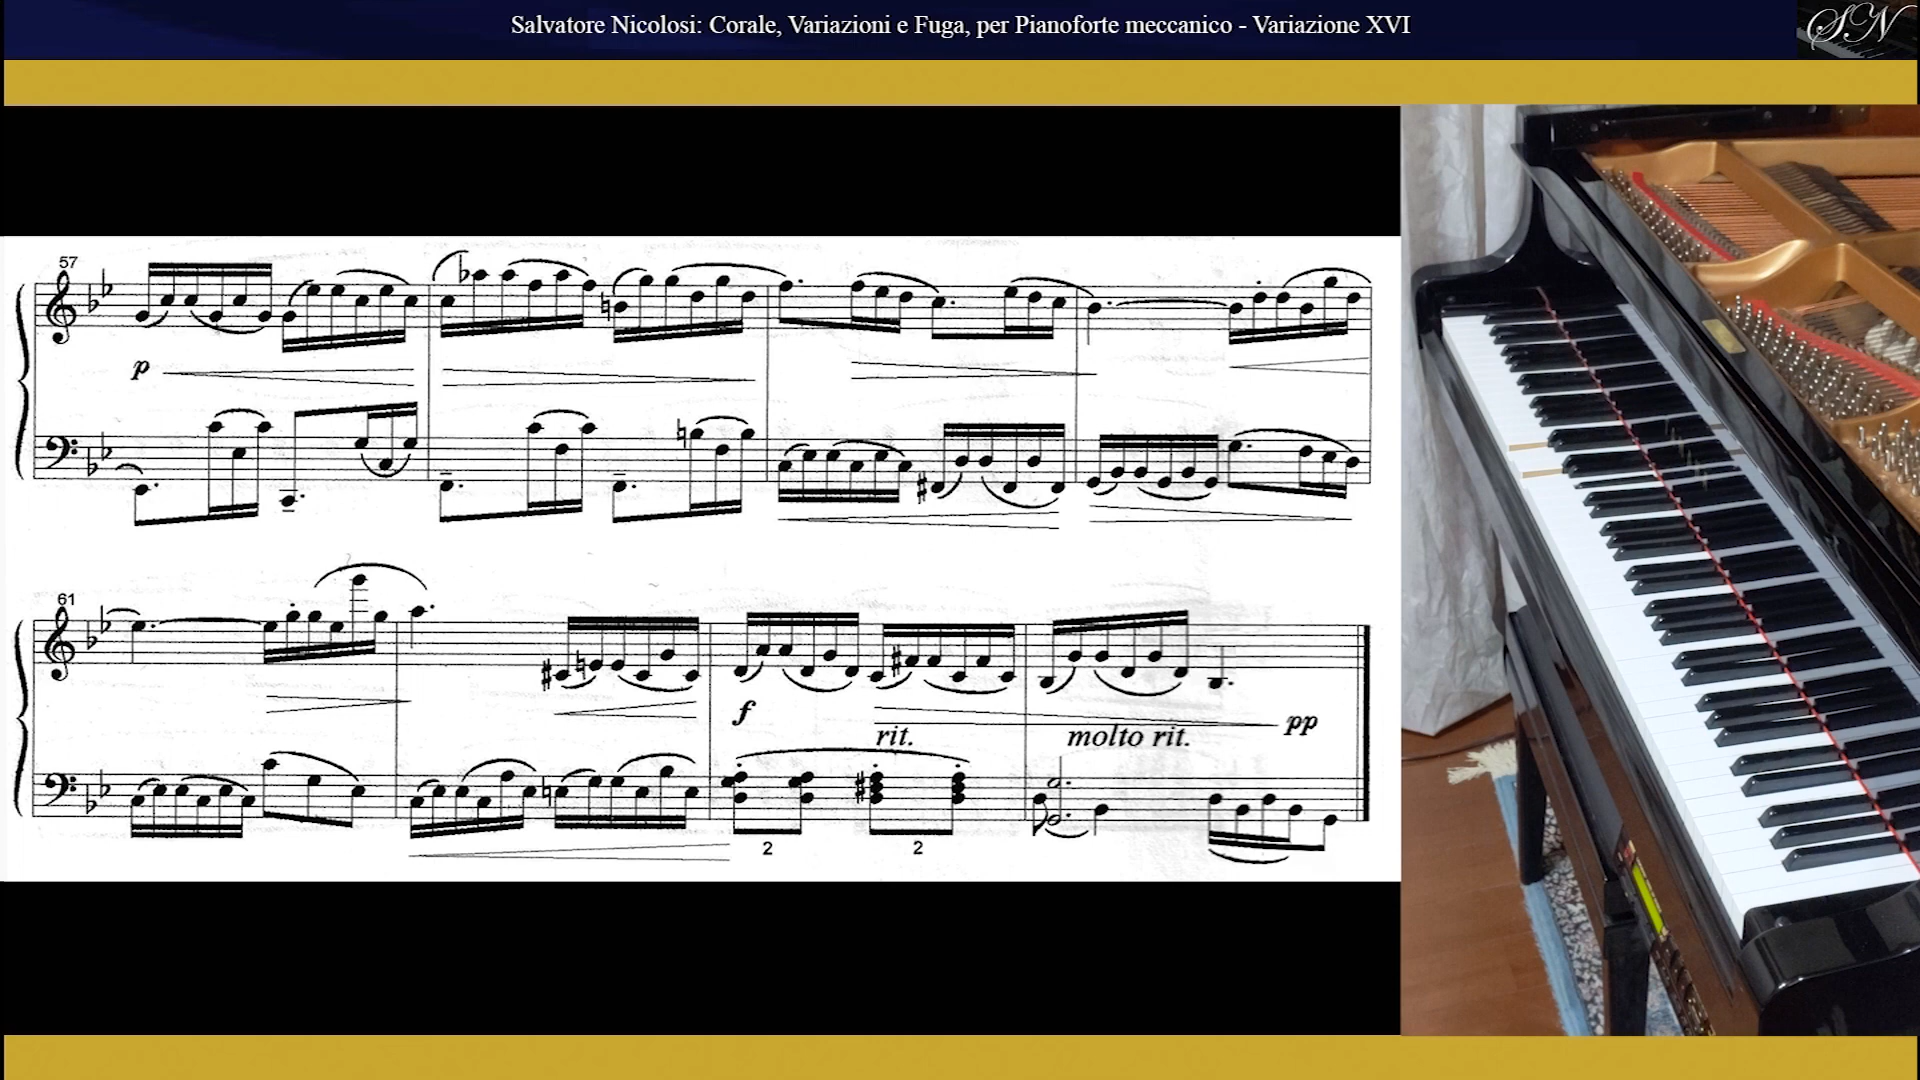 Salvatore Nicolosi: Corale, Variazioni e Fuga, per Pianoforte meccanico - Variazione XVI
SN
57
p
61
f
rit.
molto rit.
pp
2
2